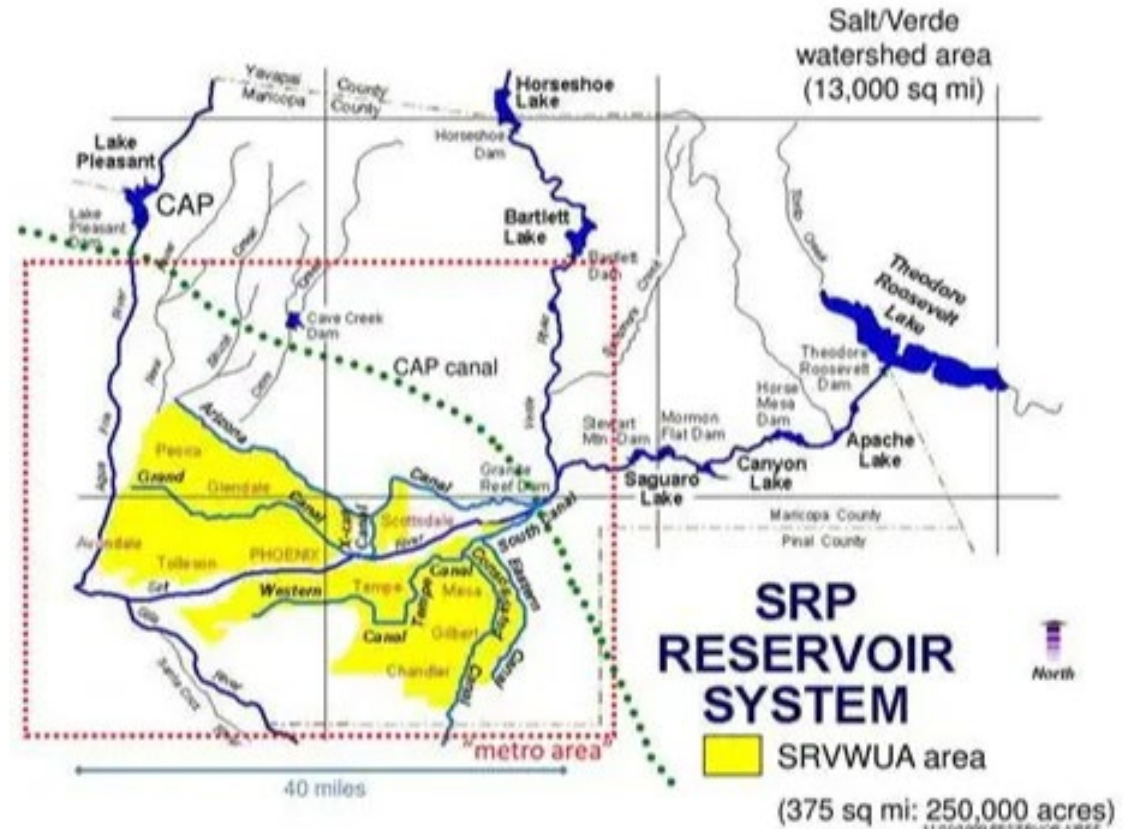 Salt/Verde
watershed area
(13,000 sq mi)
Yavapai
County
Maricopa
County
Horseshoe
Lake
Horseshoe
Dam
Lake
Pleasant
CAP
Lake
Pleasant
Dam
Bartlett
Lake
Bartlett
Dam
River
Creek
Creek
Creek
Theodore
Roosevelt
Lake
River
Cave Creek
Dam
River
CAP canal
Theodore
Roosevelt
Dam
Horse
Mesa
Dam
Verde
Stewart
Mtn Dam
Mormon
Flat Dam
Apache
Lake
Canyon
Lake
Saguaro
Lake
Arizona
Canal
Fria
Agua
Peoria
Grand
Canal
Glendale
Canal
Granite
Reef Dam
Scottsdale
River
South Canal
Maricopa County
Pinal County
Avondale
Tolleson
PHOENIX
Salt
Western
Canal
Tempe
Tempe
Canal
Mesa
Consolidated
Canal
Eastern
Canal
Gilbert
Chandler
Gila
River
Santa Cruz
River
"metro area"
40 miles
SRP
RESERVOIR
SYSTEM
North
SRVWUA area
(375 sq mi: 250,000 acres)